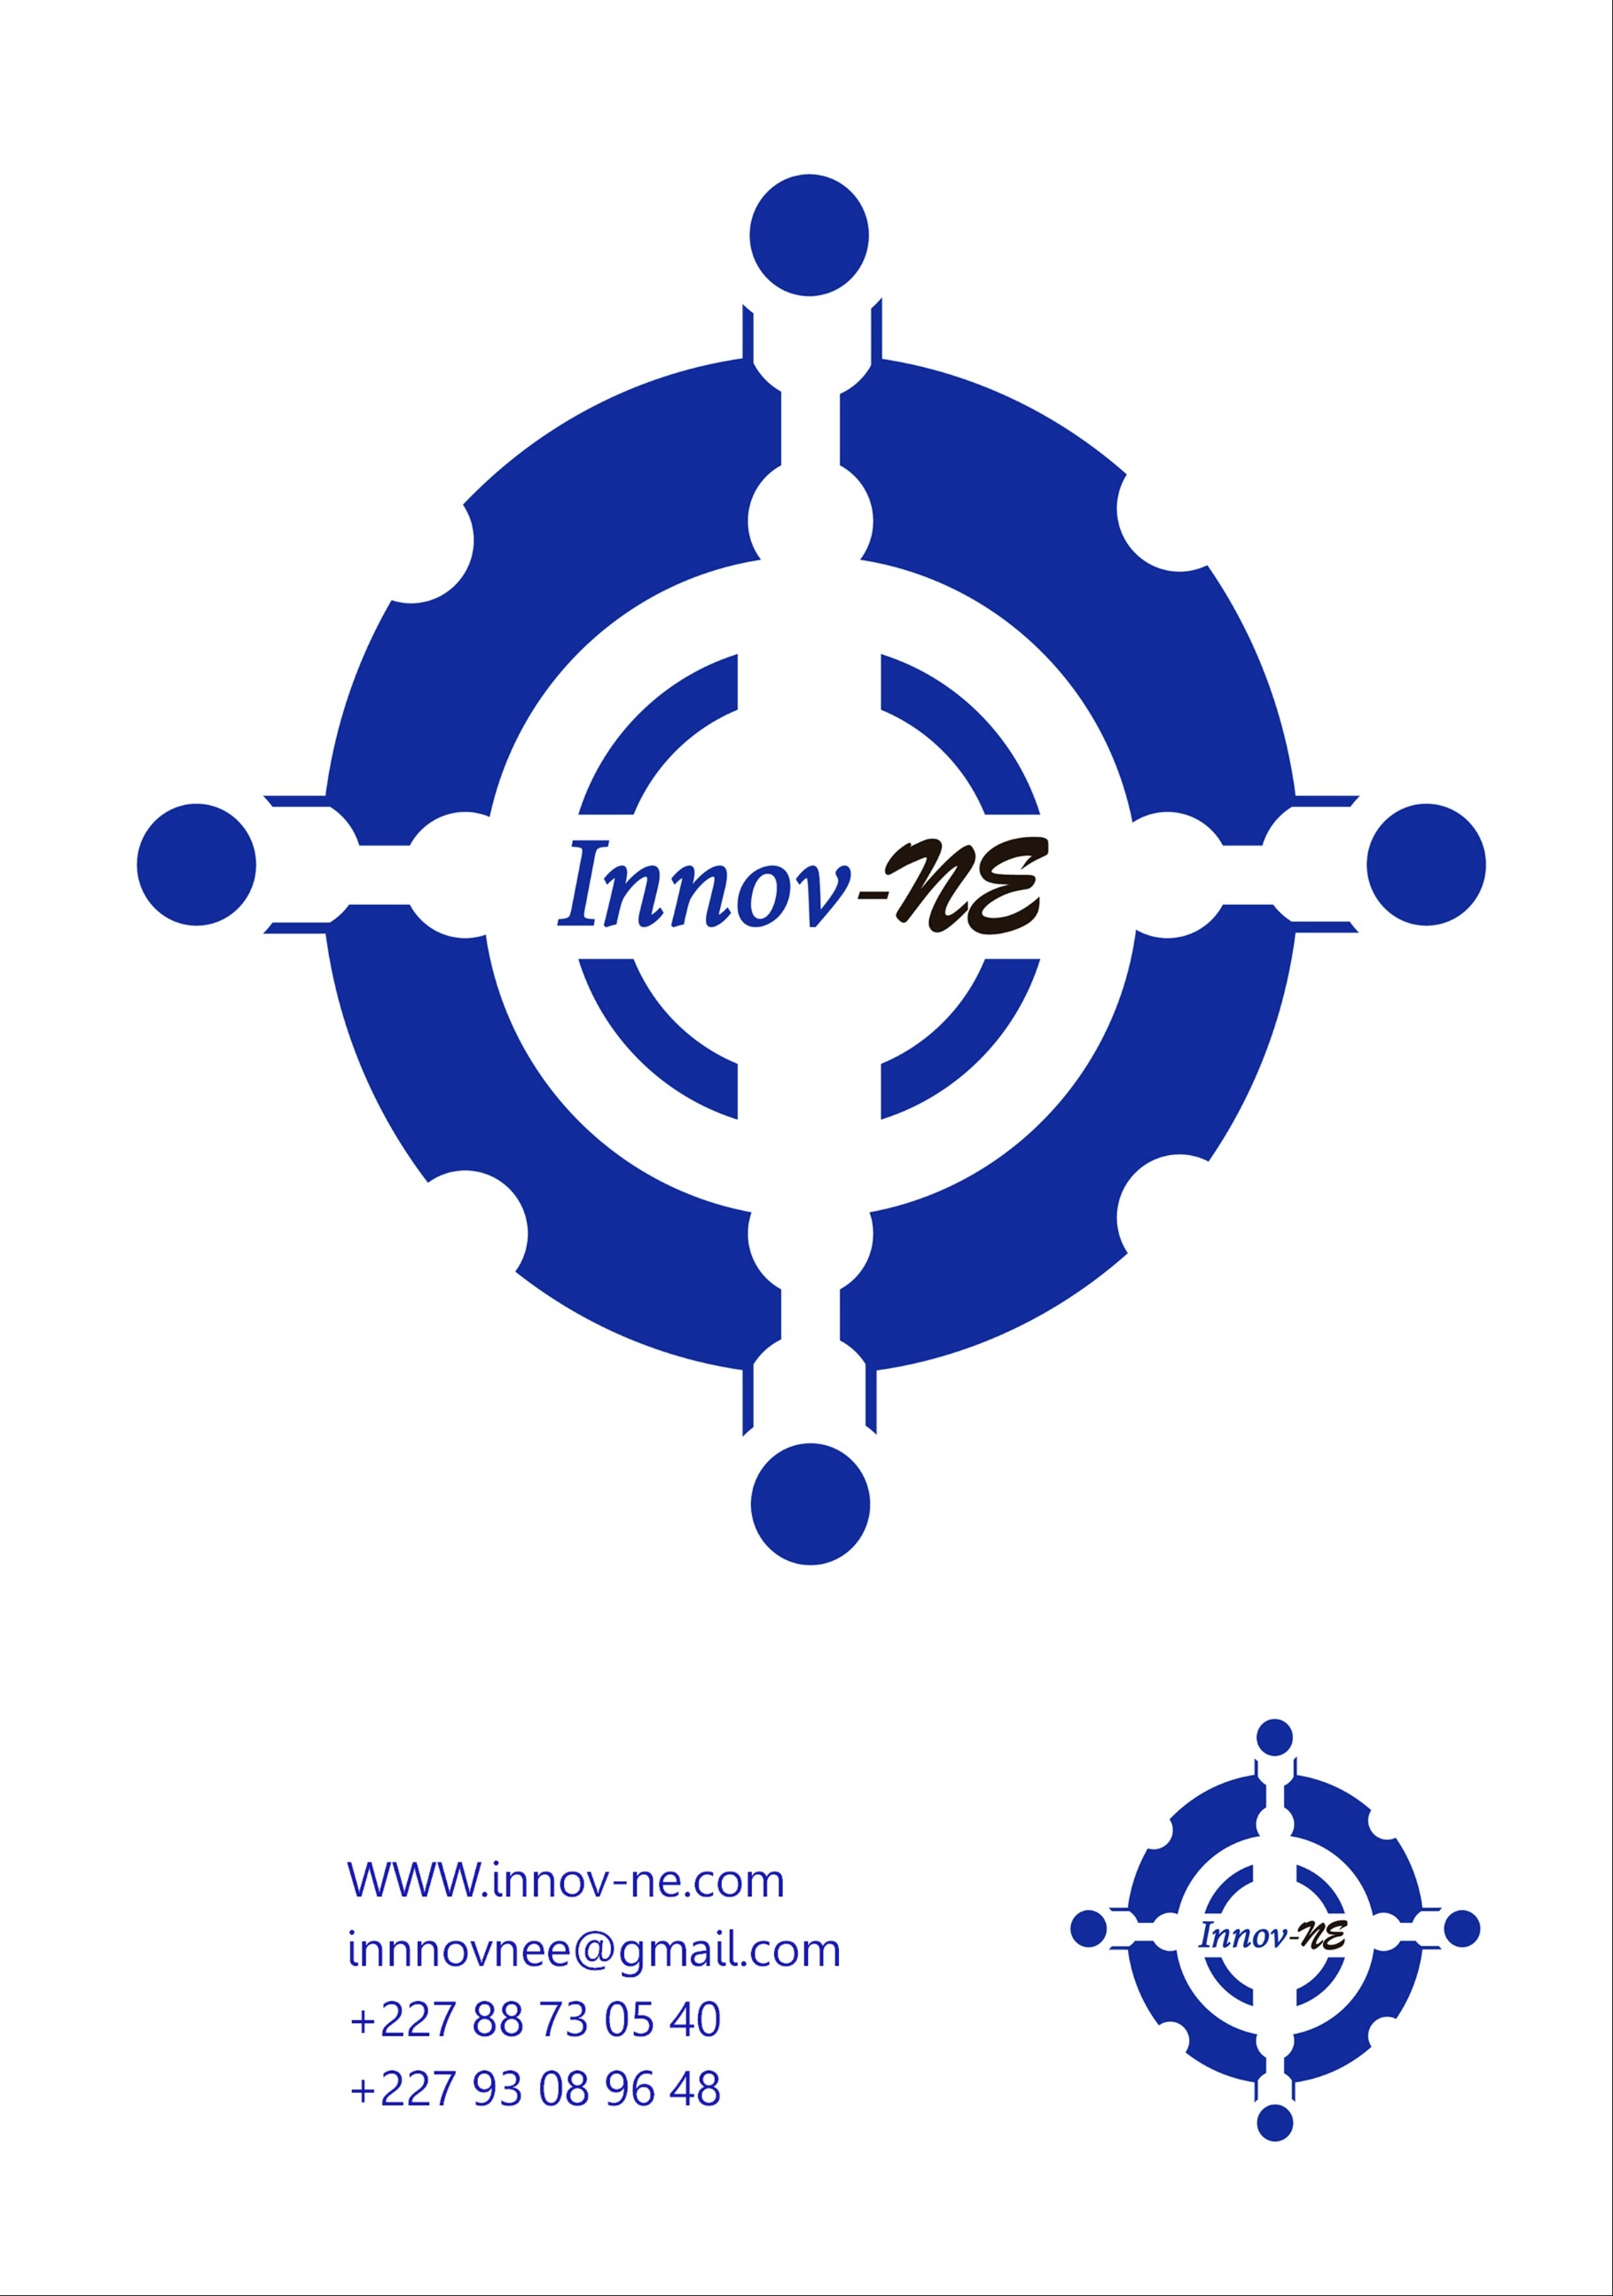 Innov-NE
WWW.innov-ne.com
innnovnee@gmail.com
+227 88 73 05 40
+227 93 08 96 48
Innov-NE